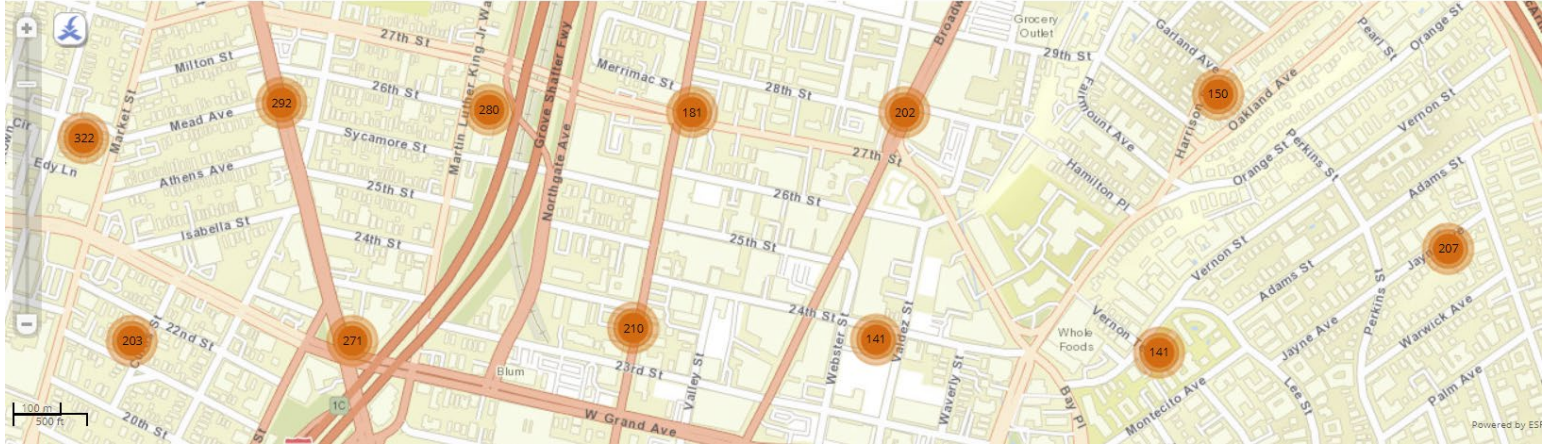 27th St
Milton St
Mead Ave
26th St
Sycamore St
Athens Ave
25th St
Isabella St
24th St
Market St
Edy Ln
Martin Luther King Jr Wa
Grove Shafter Fwy
Northgate Ave
Merrimac St
28th St
Broadw
Grocery
Outlet
29th St
27th St
26th St
25th St
24th St
23rd St
Webster St
Valdez St
Waverly St
Valley St
W Grand Ave
Blum
22nd St
20th St
St
1C
Garland Ave
Fairmount Ave
Harrison
Oakland Ave
Hamilton Pl
Pearl St
Orange St
Orange St
Perkins St
Vernon St
Adams St
Vernon St
Adams St
Jayne Ave
Perkins St
Warwick Ave
Palm Ave
Lee St
Montecito Ave
Bay Pl
Whole
Foods
322
292
280
181
202
150
207
203
271
210
141
141
100 m
500 ft
Powered by ESR